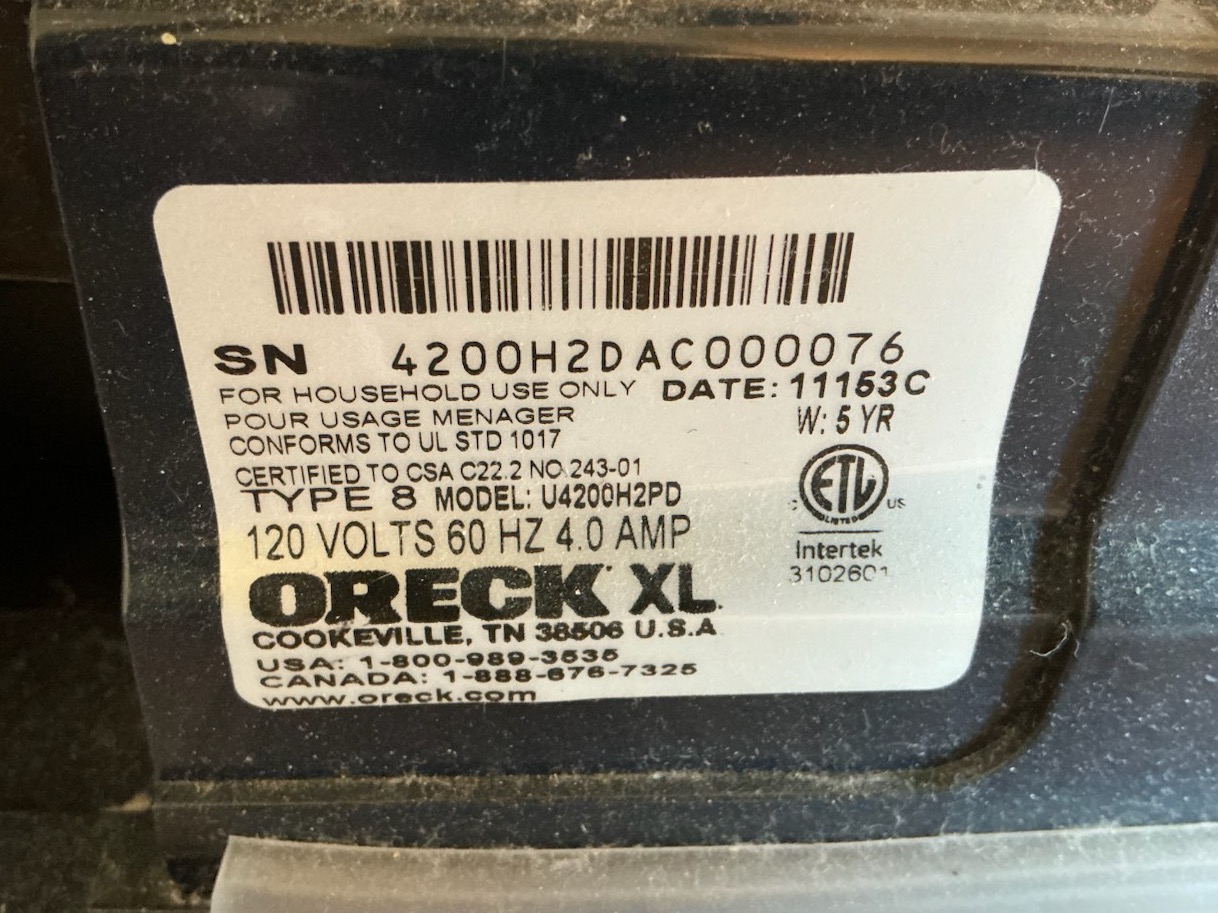 SN 4200H2DAC000076
FOR HOUSEHOLD USE ONLY DATE: 11153C
POUR USAGE MENAGER W: 5 YR
CONFORMS TO UL STD 1017
CERTIFIED TO CSA C22.2 NO 243-01
TYPE 8 MODEL: U4200H2PD
C ETL LISTED US
120 VOLTS 60 HZ 4.0 AMP
Intertek
3102601
ORECK XL
COOKEVILLE, TN 38506 U.S.A
USA: 1-800-989-3535
CANADA: 1-888-676-7325
www.oreck.com